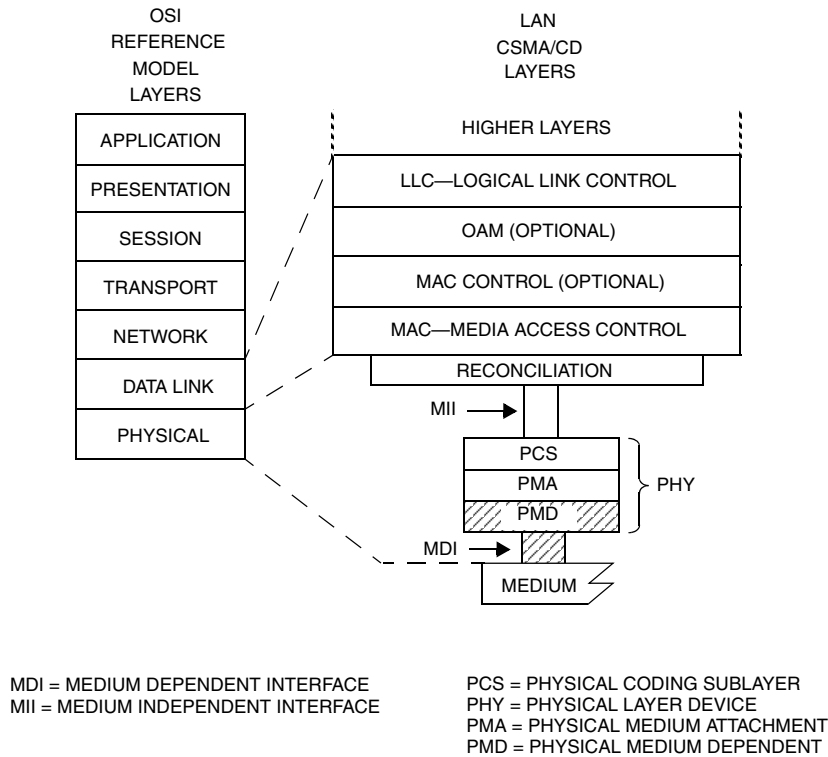 OSI
REFERENCE
MODEL
LAYERS
APPLICATION
PRESENTATION
SESSION
TRANSPORT
NETWORK
DATA LINK
PHYSICAL
LAN
CSMA/CD
LAYERS
HIGHER LAYERS
LLC—LOGICAL LINK CONTROL
OAM (OPTIONAL)
MAC CONTROL (OPTIONAL)
MAC—MEDIA ACCESS CONTROL
RECONCILIATION
MII
PCS
PMA
PMD
PHY
MDI
MEDIUM
MDI = MEDIUM DEPENDENT INTERFACE
MII = MEDIUM INDEPENDENT INTERFACE
PCS = PHYSICAL CODING SUBLAYER
PHY = PHYSICAL LAYER DEVICE
PMA = PHYSICAL MEDIUM ATTACHMENT
PMD = PHYSICAL MEDIUM DEPENDENT